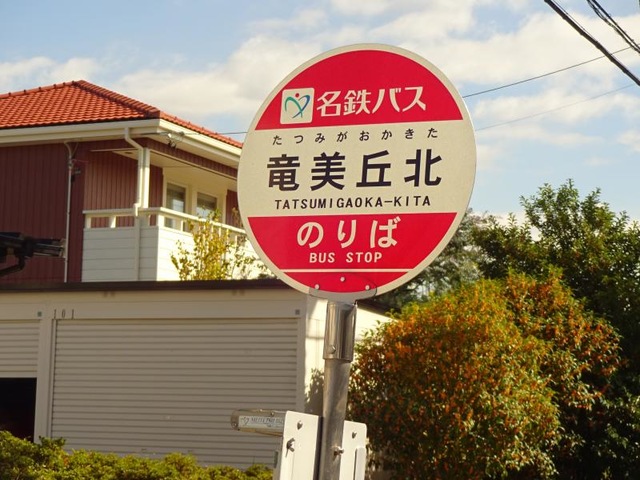 名鉄バス
たつみがおかきた
竜美丘北
TATSUMIGAOKA-KITA
のりば
BUS STOP
101